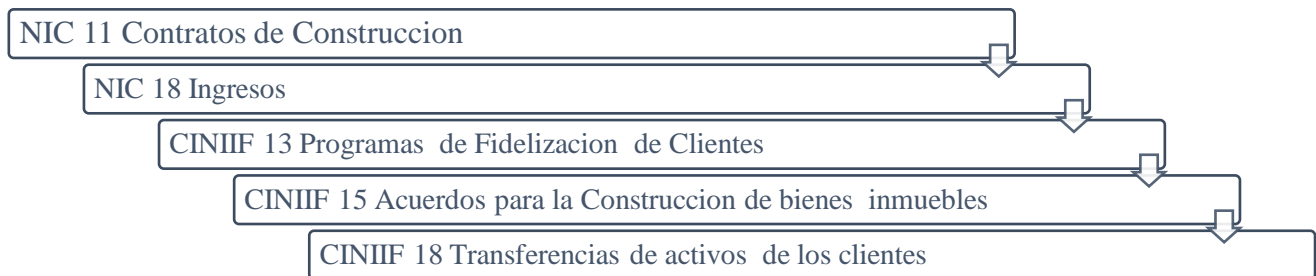 NIC 11 Contratos de Construccion
NIC 18 Ingresos
CINIIF 13 Programas de Fidelizacion de Clientes
CINIIF 15 Acuerdos para la Construccion de bienes inmuebles
CINIIF 18 Transferencias de activos de los clientes